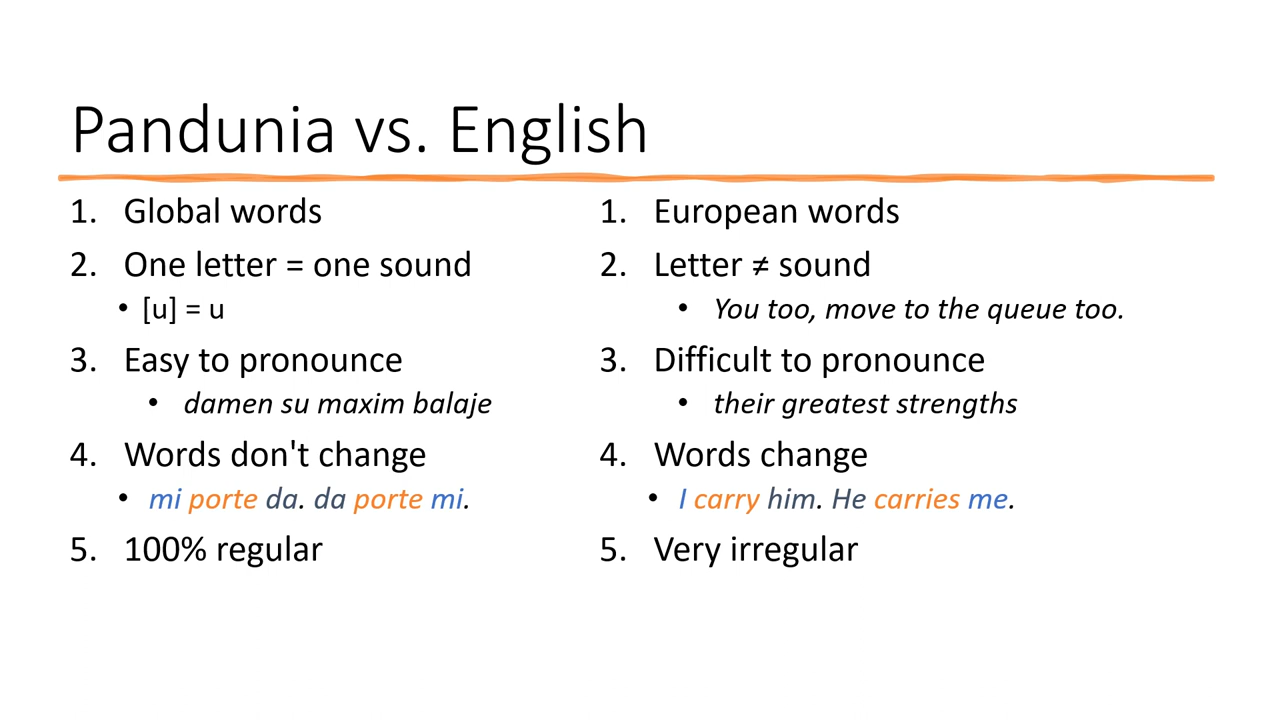 Pandunia vs. English
1. Global words
2. One letter = one sound
• [u] = u
3. Easy to pronounce
• damen su maxim balaje
4. Words don't change
• mi porte da. da porte mi.
5. 100% regular
1. European words
2. Letter ≠ sound
• You too, move to the queue too.
3. Difficult to pronounce
• their greatest strengths
4. Words change
• I carry him. He carries me.
5. Very irregular